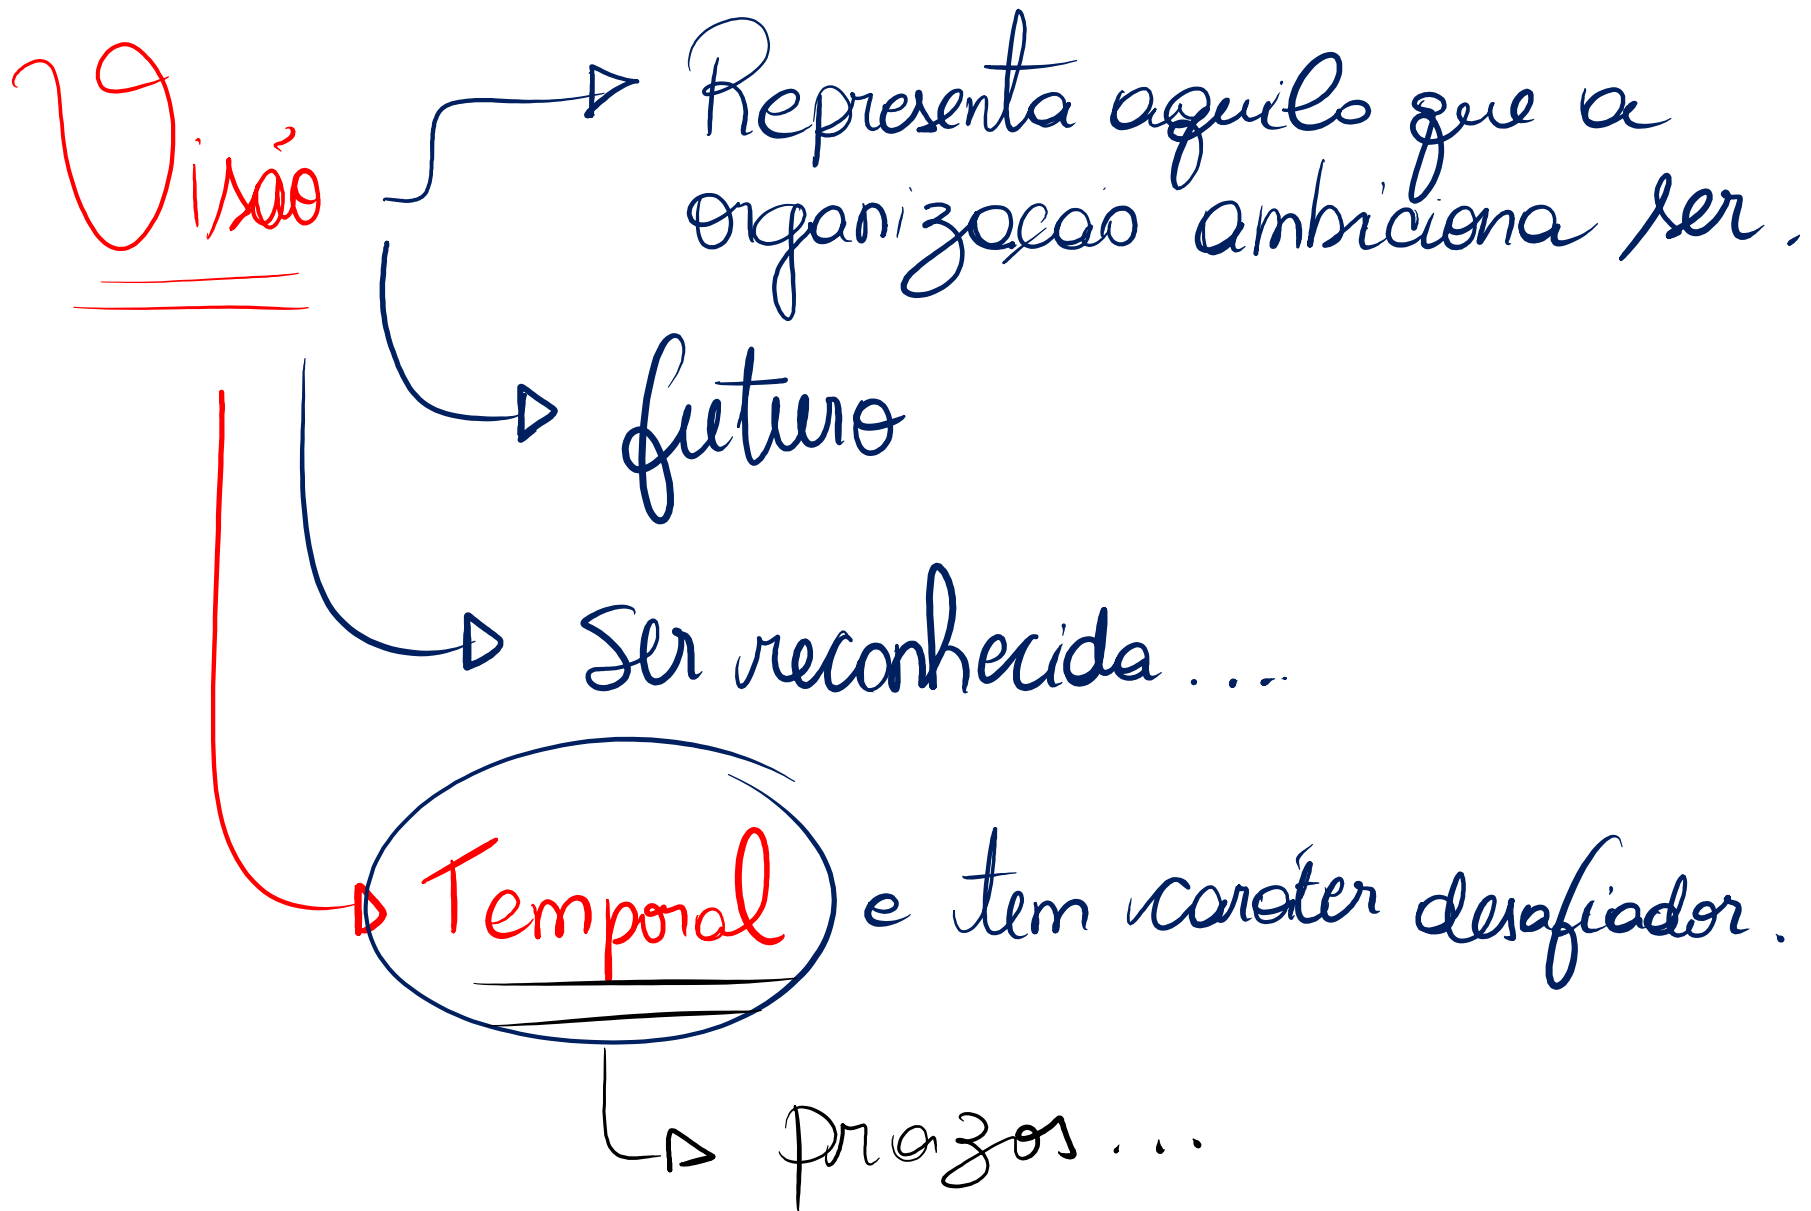 Visão
Representa aquilo que a
organização ambiciona ser.
futuro
Ser reconhecida....
Temporal e tem caráter desafiador.
prazos...